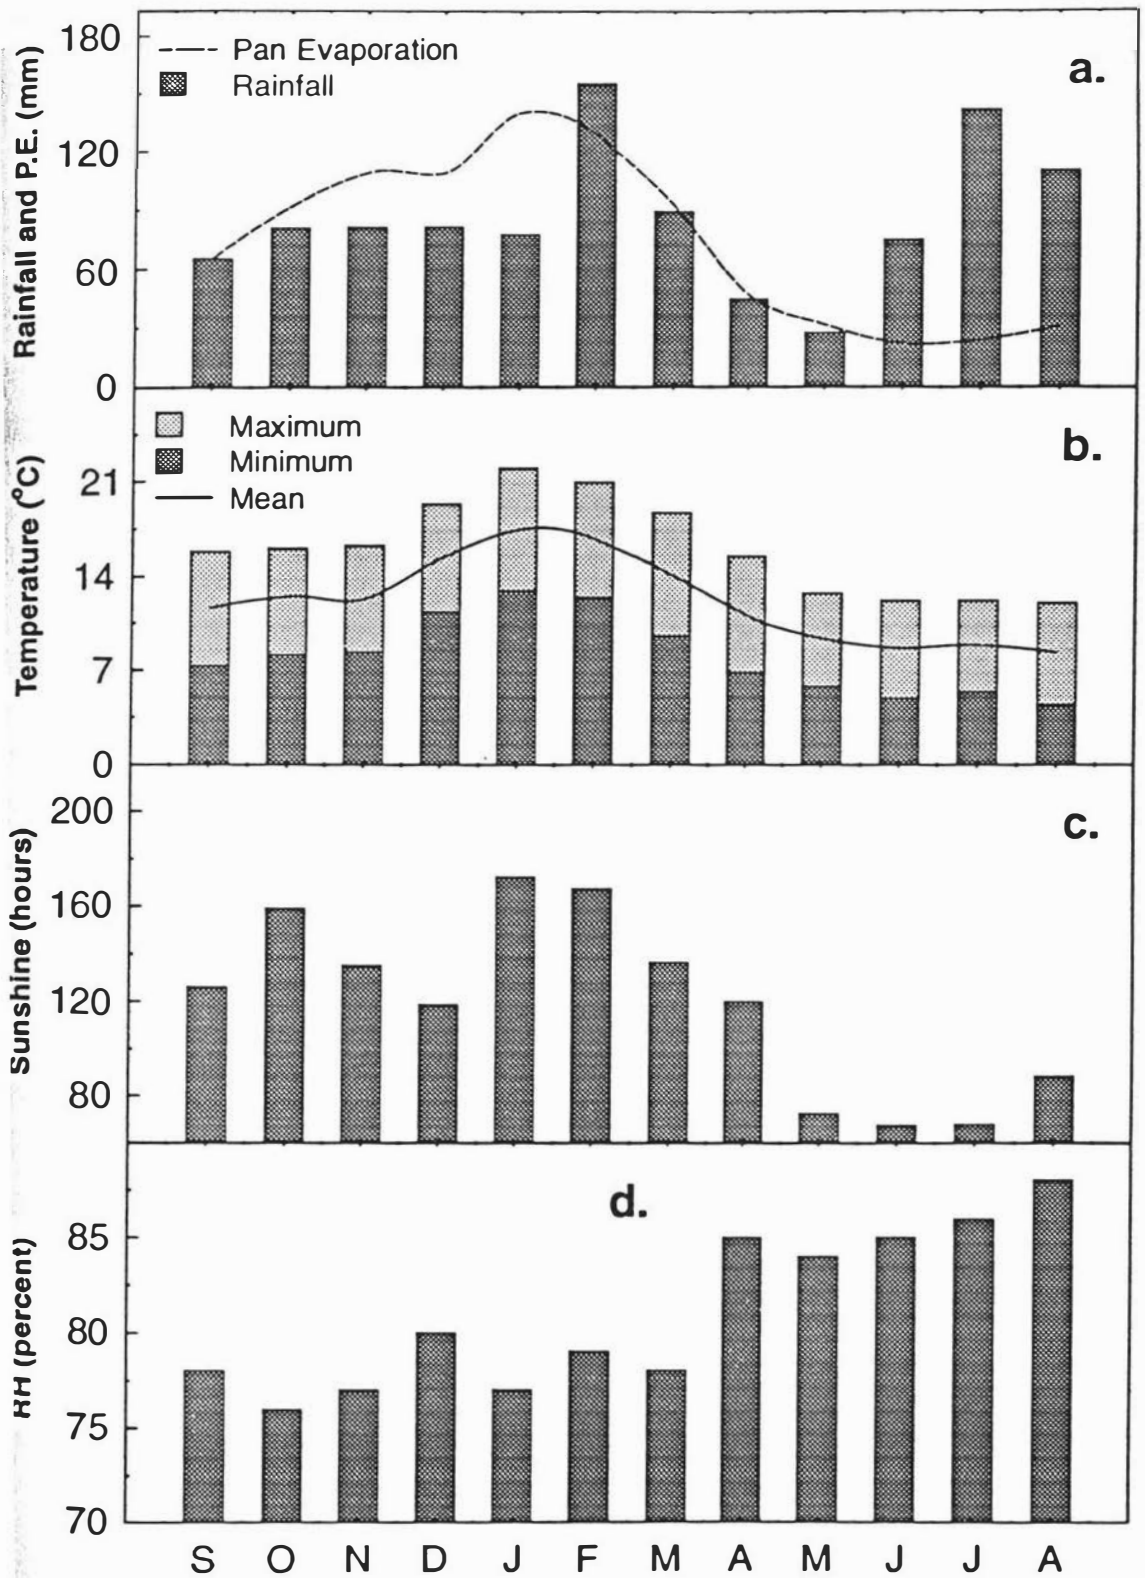 180
120
60
0
Rainfall and P.E. (mm)
Pan Evaporation
Rainfall
a.
21
14
7
0
Temperature (°C)
Maximum
Minimum
Mean
b.
200
160
120
80
Sunshine (hours)
c.
85
80
75
70
RH (percent)
d.
S O N D J F M A M J J A